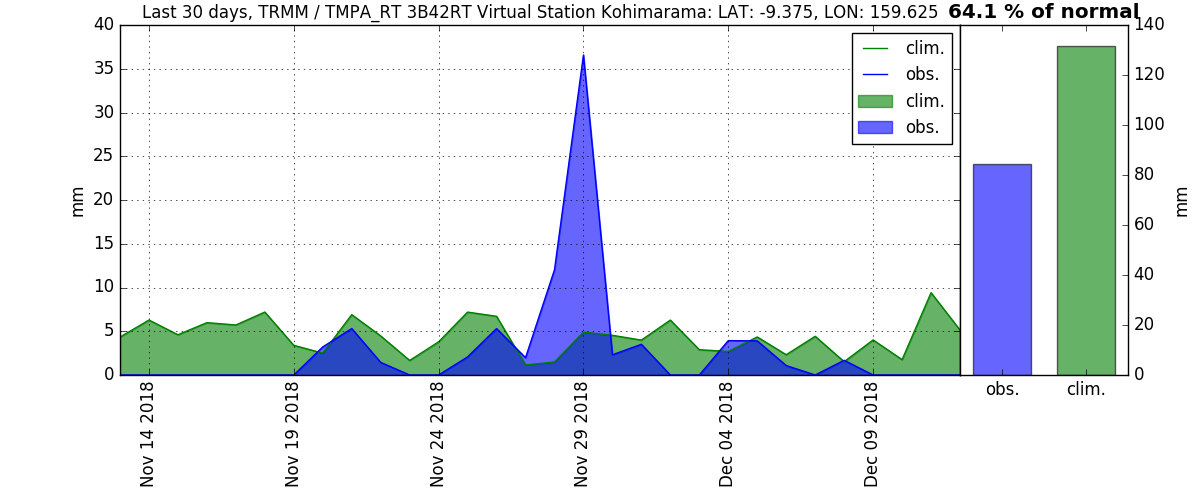 Last 30 days, TRMM / TMPA_RT 3B42RT Virtual Station Kohimarama: LAT: -9.375, LON: 159.625
64.1 % of normal
40
35
30
25
20
15
10
5
0
mm
clim.
obs.
clim.
obs.
Nov 14 2018
Nov 19 2018
Nov 24 2018
Nov 29 2018
Dec 04 2018
Dec 09 2018
140
120
100
80
60
40
20
0
mm
obs.
clim.